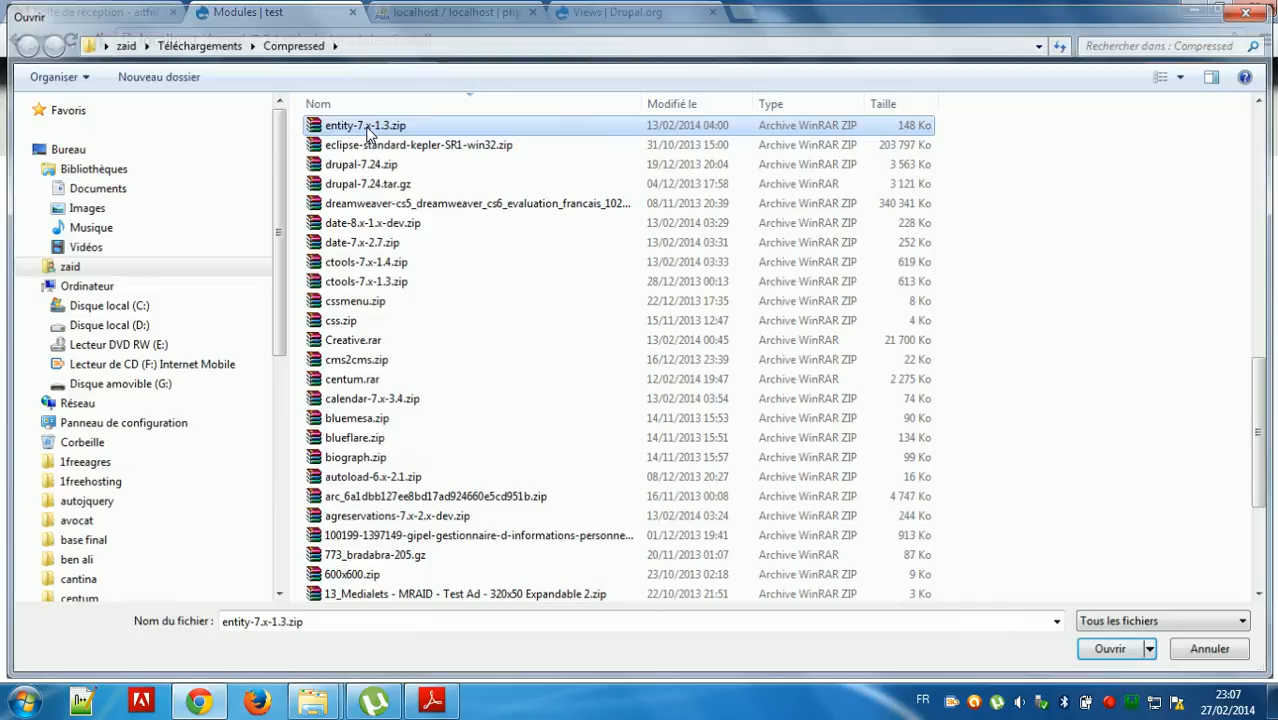 Ouvrir
Modules | test
localhost / localhost | ph
Views | Drupal.org
zaid Téléchargements Compressed
Rechercher dans : Compressed
Organiser Nouveau dossier
Favoris
Bureau
Bibliothèques
Documents
Images
Musique
Vidéos
zaid
Ordinateur
Disque local (C:)
Disque local (D:)
Lecteur DVD RW (E:)
Lecteur de CD (F:) Internet Mobile
Disque amovible (G:)
Réseau
Panneau de configuration
Corbeille
1freeagres
1freehosting
autojquery
avocat
base final
ben ali
cantina
centum
Nom Modifié le Type Taille
entity-7.x-1.3.zip 13/02/2014 04:00 Archive WinRAR ZIP 148 Ko
eclipse-standard-kepler-SR1-win32.zip 31/10/2013 15:00 Archive WinRAR ZIP 203 797 Ko
drupal-7.24.zip 19/12/2013 20:04 Archive WinRAR ZIP 3 563 Ko
drupal-7.24.tar.gz 04/12/2013 17:58 Archive WinRAR 3 121 Ko
dreamweaver-cs5_dreamweaver_cs6_evaluation_francais_102... 08/11/2013 20:39 Archive WinRAR ZIP 340 341 Ko
date-8.x-1.x-dev.zip 13/02/2014 03:29 Archive WinRAR ZIP 228 Ko
date-7.x-2.7.zip 13/02/2014 03:31 Archive WinRAR ZIP 252 Ko
ctools-7.x-1.4.zip 13/02/2014 03:33 Archive WinRAR ZIP 619 Ko
ctools-7.x-1.3.zip 28/12/2013 00:13 Archive WinRAR ZIP 613 Ko
cssmenu.zip 22/12/2013 17:35 Archive WinRAR ZIP 8 Ko
css.zip 15/11/2013 12:47 Archive WinRAR ZIP 4 Ko
Creative.rar 13/02/2014 00:45 Archive WinRAR 21 700 Ko
cms2cms.zip 16/12/2013 23:39 Archive WinRAR ZIP 22 Ko
centum.rar 12/02/2014 19:47 Archive WinRAR 2 275 Ko
calendar-7.x-3.4.zip 13/02/2014 03:54 Archive WinRAR ZIP 74 Ko
bluemesa.zip 14/11/2013 15:53 Archive WinRAR ZIP 90 Ko
blueflare.zip 14/11/2013 15:51 Archive WinRAR ZIP 134 Ko
biograph.zip 14/11/2013 15:57 Archive WinRAR ZIP 99 Ko
autoload-6.x-2.1.zip 08/12/2013 20:27 Archive WinRAR ZIP 16 Ko
arc_6a1dbb127ee8bd17ad924660e5cd951b.zip 16/11/2013 00:08 Archive WinRAR ZIP 4 747 Ko
agreservations-7.x-2.x-dev.zip 13/02/2014 03:24 Archive WinRAR ZIP 244 Ko
100199-1397149-gipel-gestionnaire-d-informations-personne... 01/12/2013 19:41 Archive WinRAR ZIP 913 Ko
773_bradabra-205.gz 20/11/2013 01:07 Archive WinRAR 87 Ko
600x600.zip 23/10/2013 02:18 Archive WinRAR ZIP 9 Ko
13_Medialets - MRAID - Test Ad - 320x50 Expandable 2.zip 22/10/2013 21:51 Archive WinRAR ZIP 3 Ko
Nom du fichier : entity-7.x-1.3.zip Tous les fichiers
Ouvrir Annuler
FR 23:07
27/02/2014